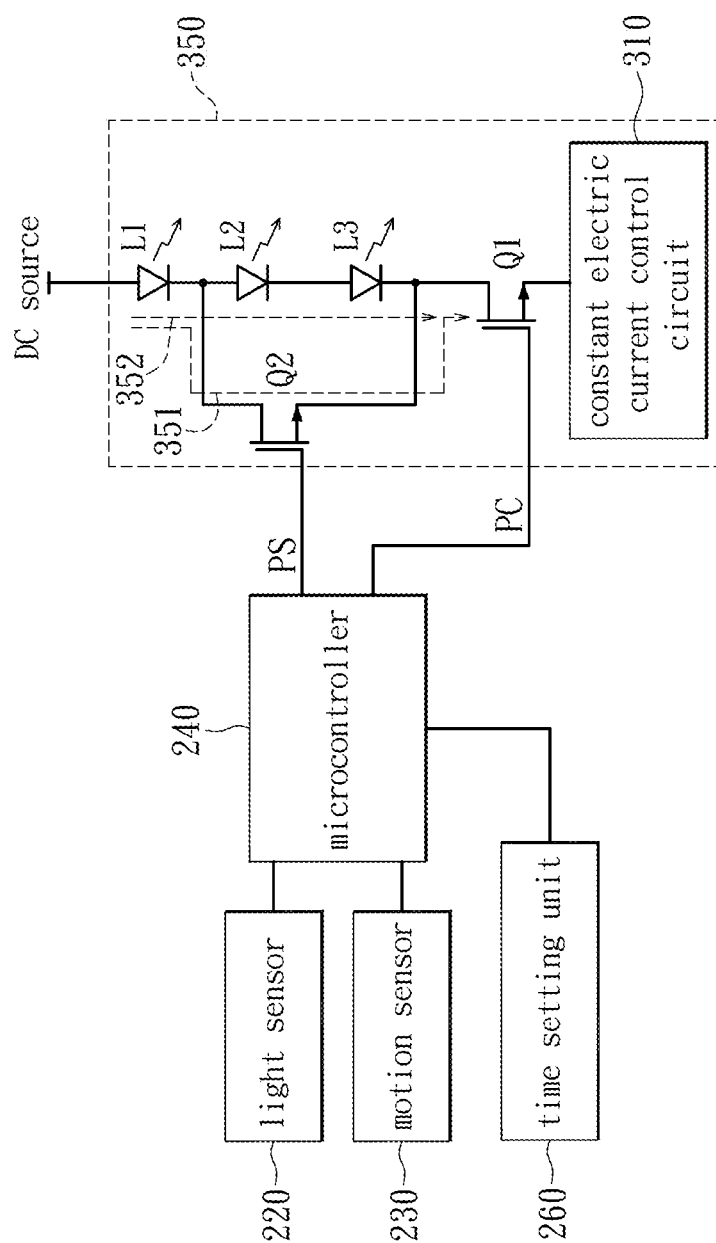 DC source
350
L1
L2
L3
352
351
Q2
Q1
310
constant electric
current control
circuit
PS
PC
240
microcontroller
light sensor
220
motion sensor
230
time setting unit
260